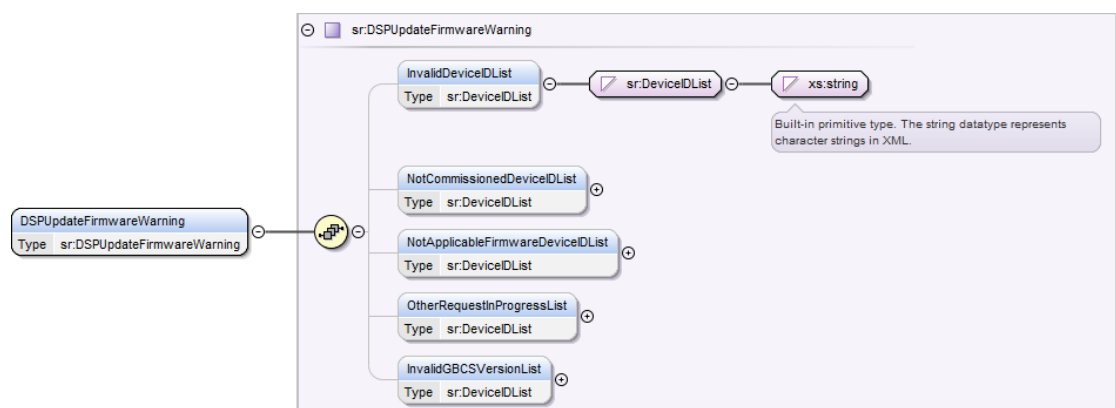 sr:DSPUpdateFirmwareWarning
InvalidDeviceIDList
Type sr:DeviceIDList
sr:DeviceIDList
xs:string
Built-in primitive type. The string datatype represents
character strings in XML.
NotCommissionedDeviceIDList
Type sr:DeviceIDList
DSPUpdateFirmwareWarning
Type sr:DSPUpdateFirmwareWarning
NotApplicableFirmwareDeviceIDList
Type sr:DeviceIDList
OtherRequestInProgressList
Type sr:DeviceIDList
InvalidGBCSVersionList
Type sr:DeviceIDList